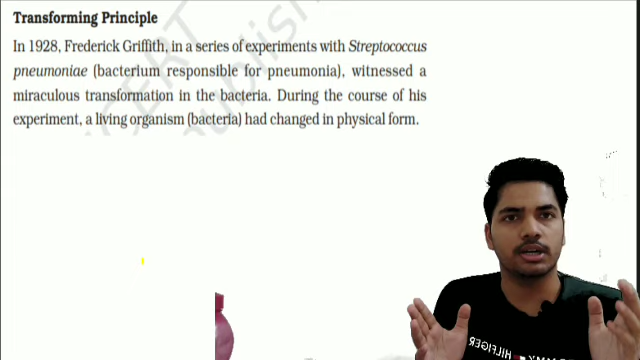 Transforming Principle
In 1928, Frederick Griffith, in a series of experiments with Streptococcus
pneumoniae (bacterium responsible for pneumonia), witnessed a
miraculous transformation in the bacteria. During the course of his
experiment, a living organism (bacteria) had changed in physical form.
HILFIGER